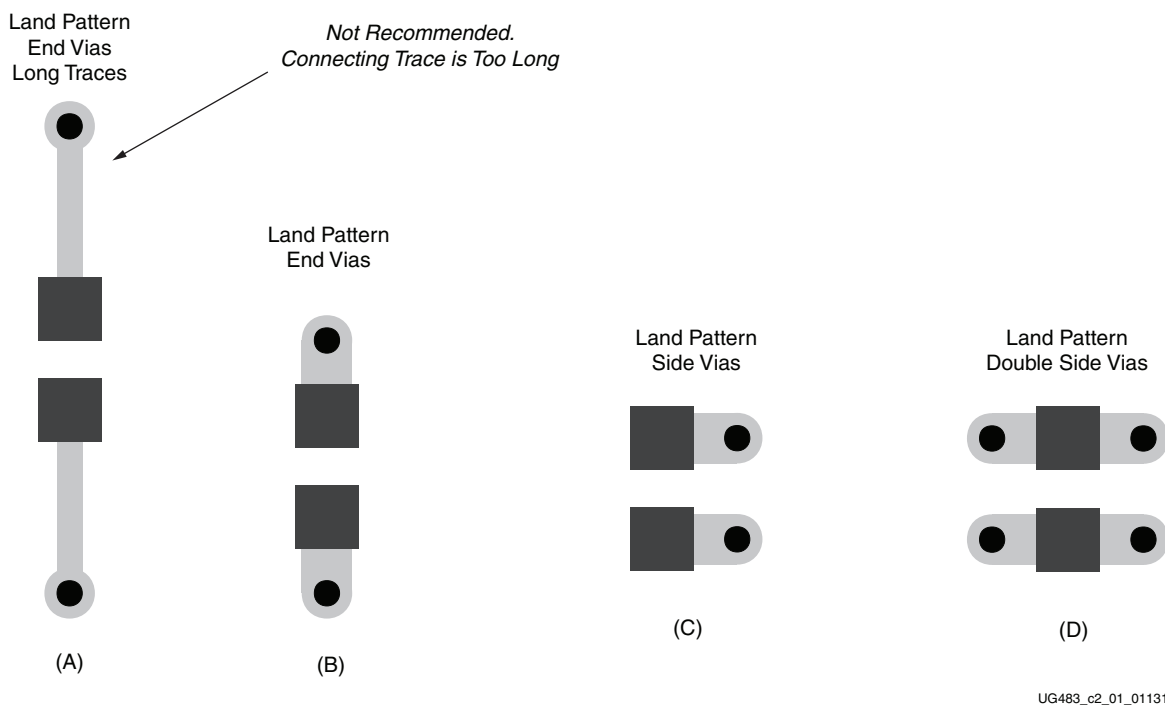 Land Pattern
End Vias
Long Traces
Not Recommended.
Connecting Trace is Too Long
Land Pattern
End Vias
Land Pattern
Side Vias
Land Pattern
Double Side Vias
(A)
(B)
(C)
(D)
UG483_c2_01_01131